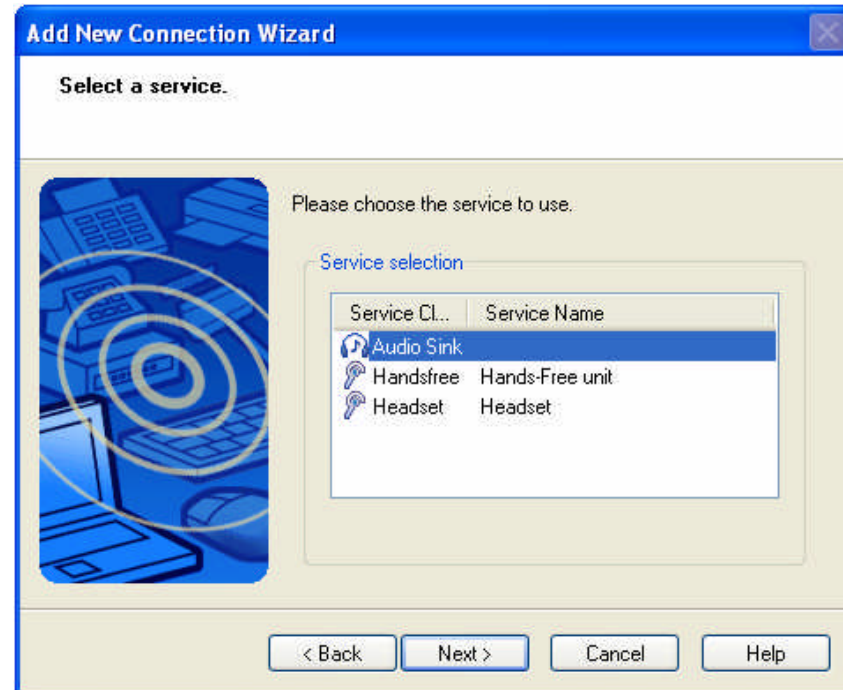 Add New Connection Wizard
Select a service.
Please choose the service to use.
Service selection
Service Cl... Service Name
Audio Sink
Handsfree Hands-Free unit
Headset Headset
< Back Next > Cancel Help